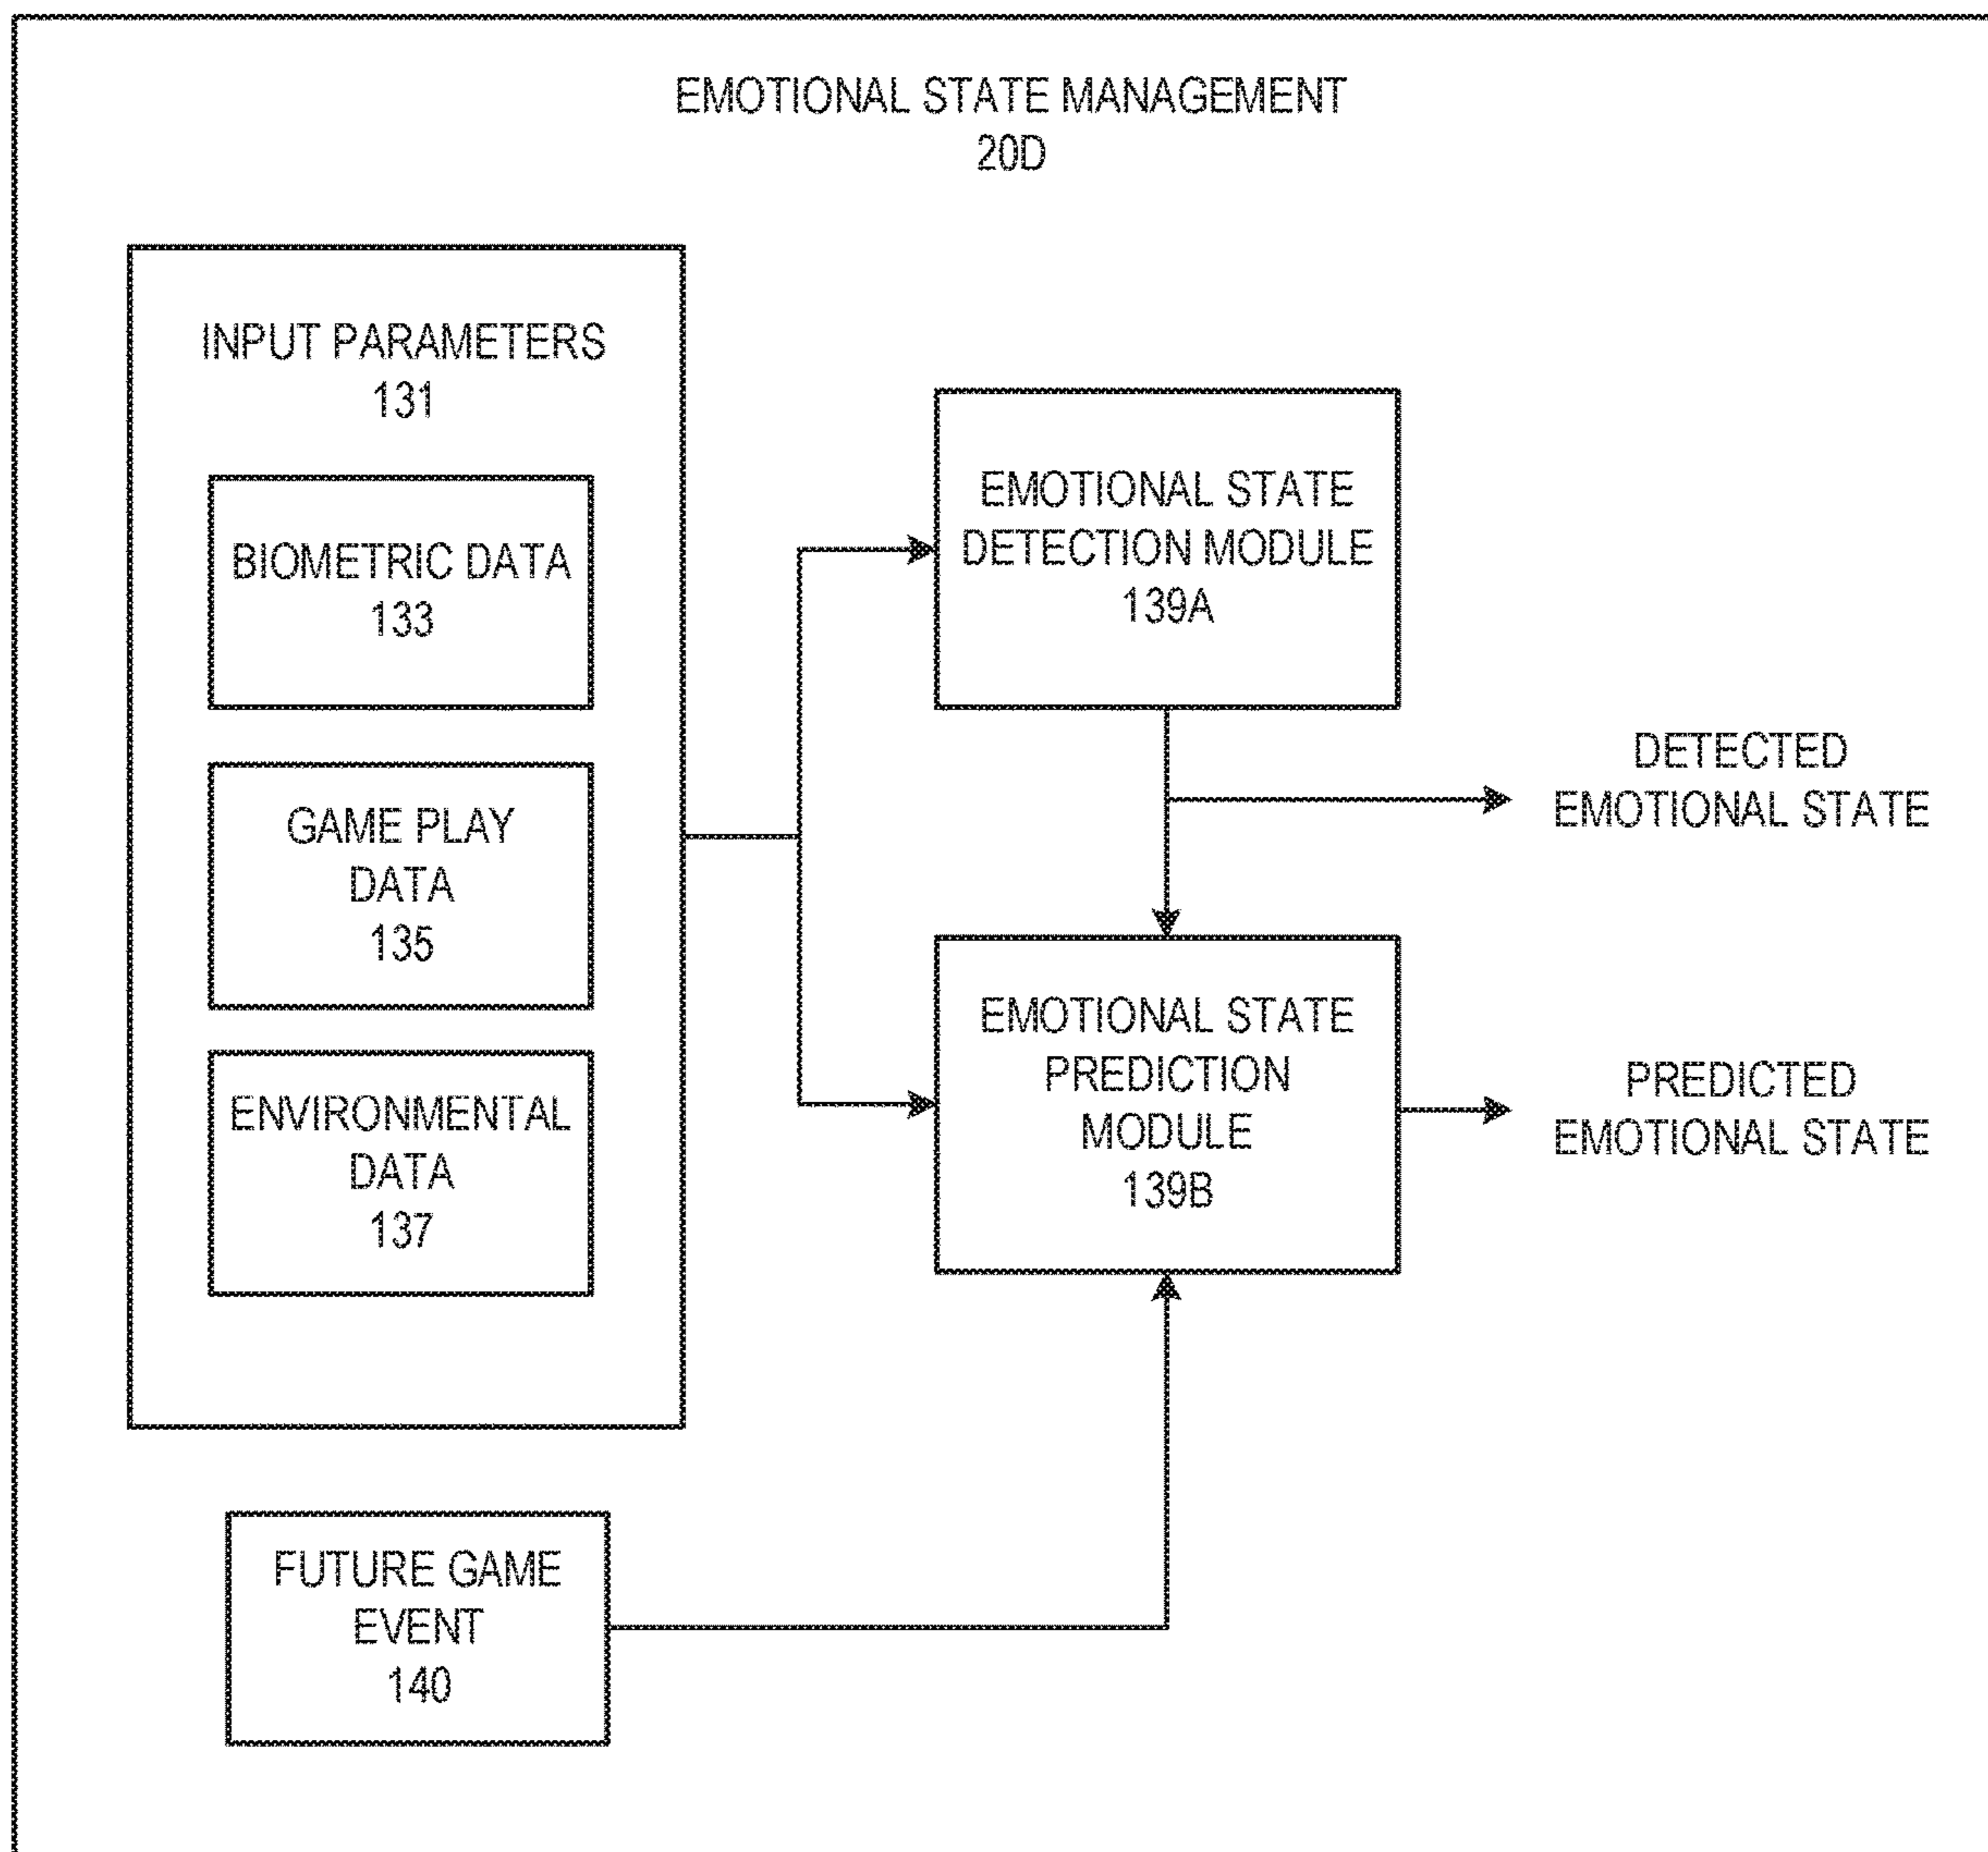 EMOTIONAL STATE MANAGEMENT
20D
INPUT PARAMETERS
131
BIOMETRIC DATA
133
GAME PLAY
DATA
135
ENVIRONMENTAL
DATA
137
EMOTIONAL STATE
DETECTION MODULE
139A
DETECTED
EMOTIONAL STATE
EMOTIONAL STATE
PREDICTION
MODULE
139B
PREDICTED
EMOTIONAL STATE
FUTURE GAME
EVENT
140